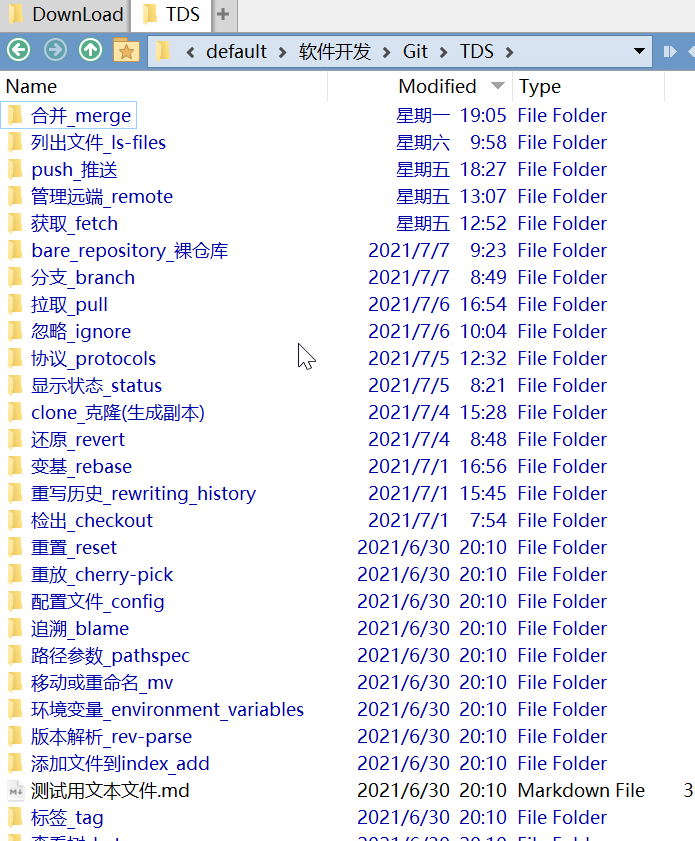 DownLoad TDS +
default 软件开发 Git TDS
Name Modified Type
合并_merge 星期一 19:05 File Folder
列出文件_ls-files 星期六 9:58 File Folder
push_推送 星期五 18:27 File Folder
管理远端_remote 星期五 13:07 File Folder
获取_fetch 星期五 12:52 File Folder
bare_repository_裸仓库 2021/7/7 9:23 File Folder
分支_branch 2021/7/7 8:49 File Folder
拉取_pull 2021/7/6 16:54 File Folder
忽略_ignore 2021/7/6 10:04 File Folder
协议_protocols 2021/7/5 12:32 File Folder
显示状态_status 2021/7/5 8:21 File Folder
clone_克隆(生成副本) 2021/7/4 15:28 File Folder
还原_revert 2021/7/4 8:48 File Folder
变基_rebase 2021/7/1 16:56 File Folder
重写历史_rewriting_history 2021/7/1 15:45 File Folder
检出_checkout 2021/7/1 7:54 File Folder
重置_reset 2021/6/30 20:10 File Folder
重放_cherry-pick 2021/6/30 20:10 File Folder
配置文件_config 2021/6/30 20:10 File Folder
追溯_blame 2021/6/30 20:10 File Folder
路径参数_pathspec 2021/6/30 20:10 File Folder
移动或重命名_mv 2021/6/30 20:10 File Folder
环境变量_environment_variables 2021/6/30 20:10 File Folder
版本解析_rev-parse 2021/6/30 20:10 File Folder
添加文件到index_add 2021/6/30 20:10 File Folder
测试用文本文件.md 2021/6/30 20:10 Markdown File 3
标签_tag 2021/6/30 20:10 File Folder